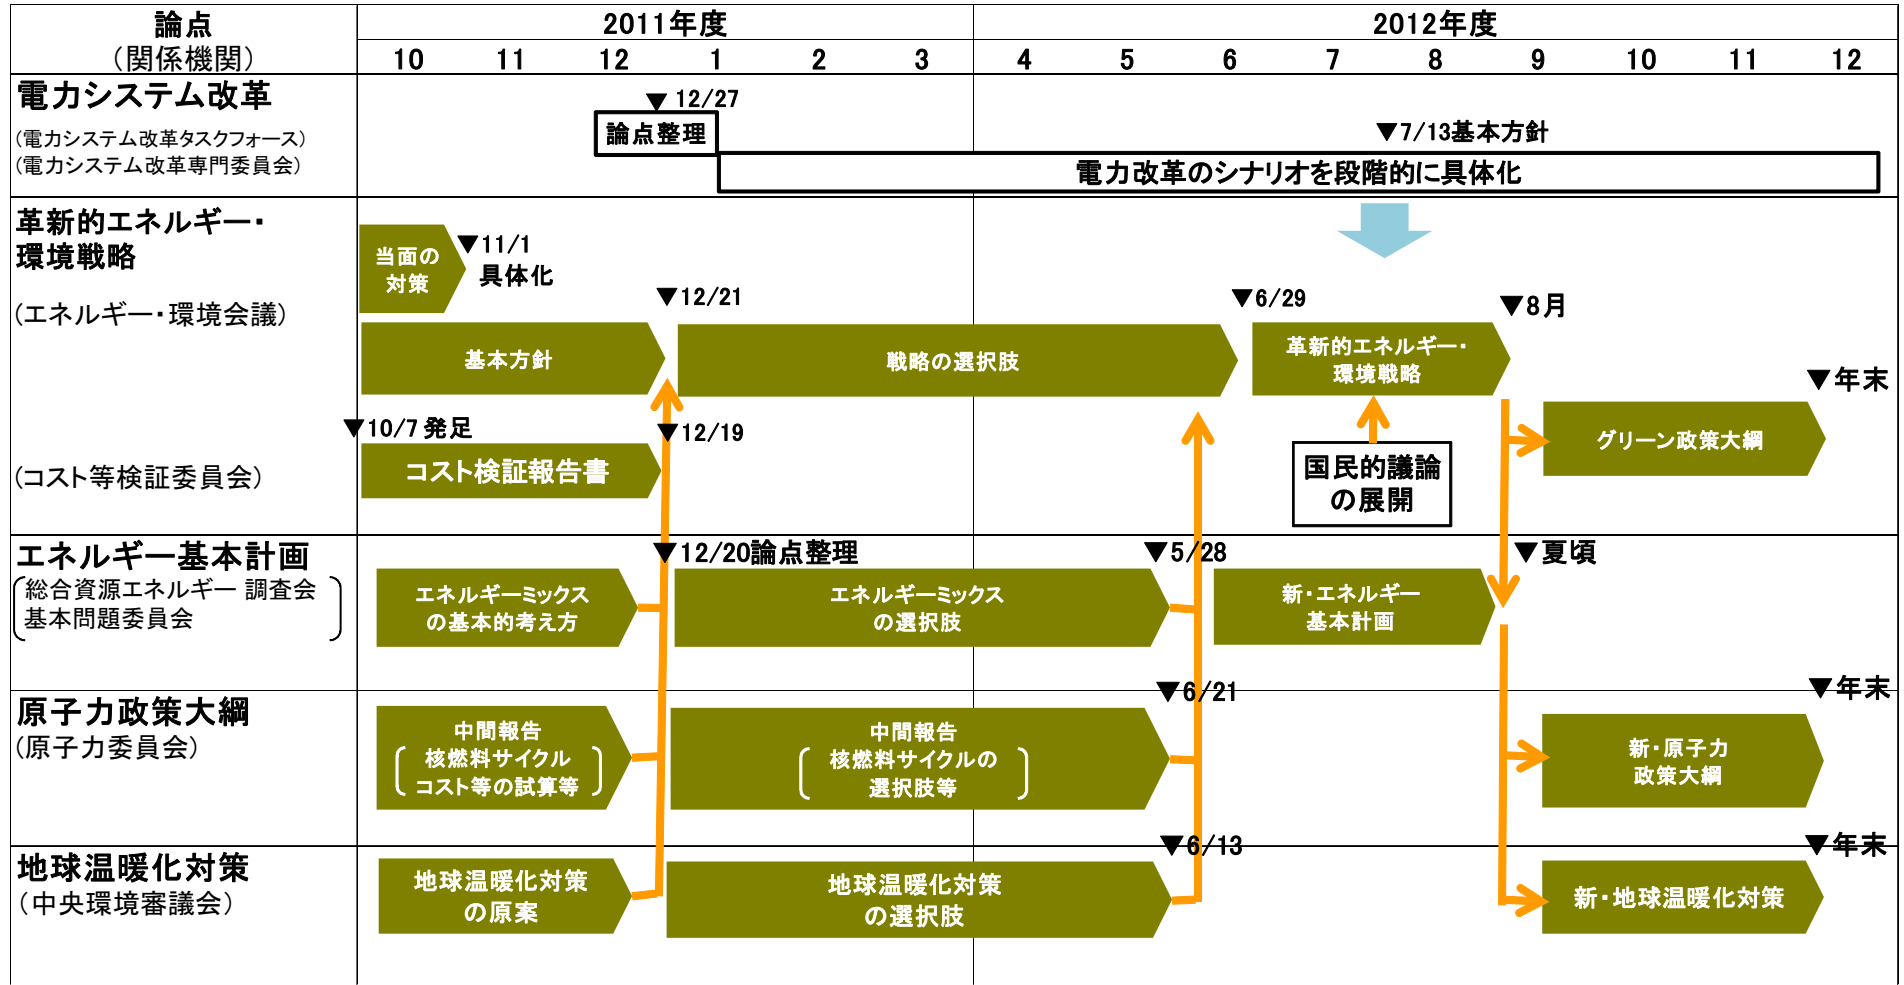 論点
（関係機関）
2011年度
2012年度
10 11 12 1 2 3 4 5 6 7 8 9 10 11 12
電力システム改革
(電力システム改革タスクフォース)
(電力システム改革専門委員会)
▼12/27
論点整理
▼7/13基本方針
電力改革のシナリオを段階的に具体化
革新的エネルギー・
環境戦略
(エネルギー・環境会議)
当面の
対策
▼11/1
具体化
▼12/21
▼6/29
▼8月
基本方針
戦略の選択肢
革新的エネルギー・
環境戦略
▼年末
グリーン政策大綱
国民的議論
の展開
(コスト等検証委員会)
▼10/7 発足
▼12/19
コスト検証報告書
エネルギー基本計画
総合資源エネルギー 調査会
基本問題委員会
▼12/20論点整理
▼5/28
▼夏頃
エネルギーミックス
の基本的考え方
エネルギーミックス
の選択肢
新・エネルギー
基本計画
原子力政策大綱
(原子力委員会)
▼6/21
▼年末
中間報告
核燃料サイクル
コスト等の試算等
中間報告
核燃料サイクルの
選択肢等
新・原子力
政策大綱
地球温暖化対策
（中央環境審議会）
▼6/13
▼年末
地球温暖化対策
の原案
地球温暖化対策
の選択肢
新・地球温暖化対策